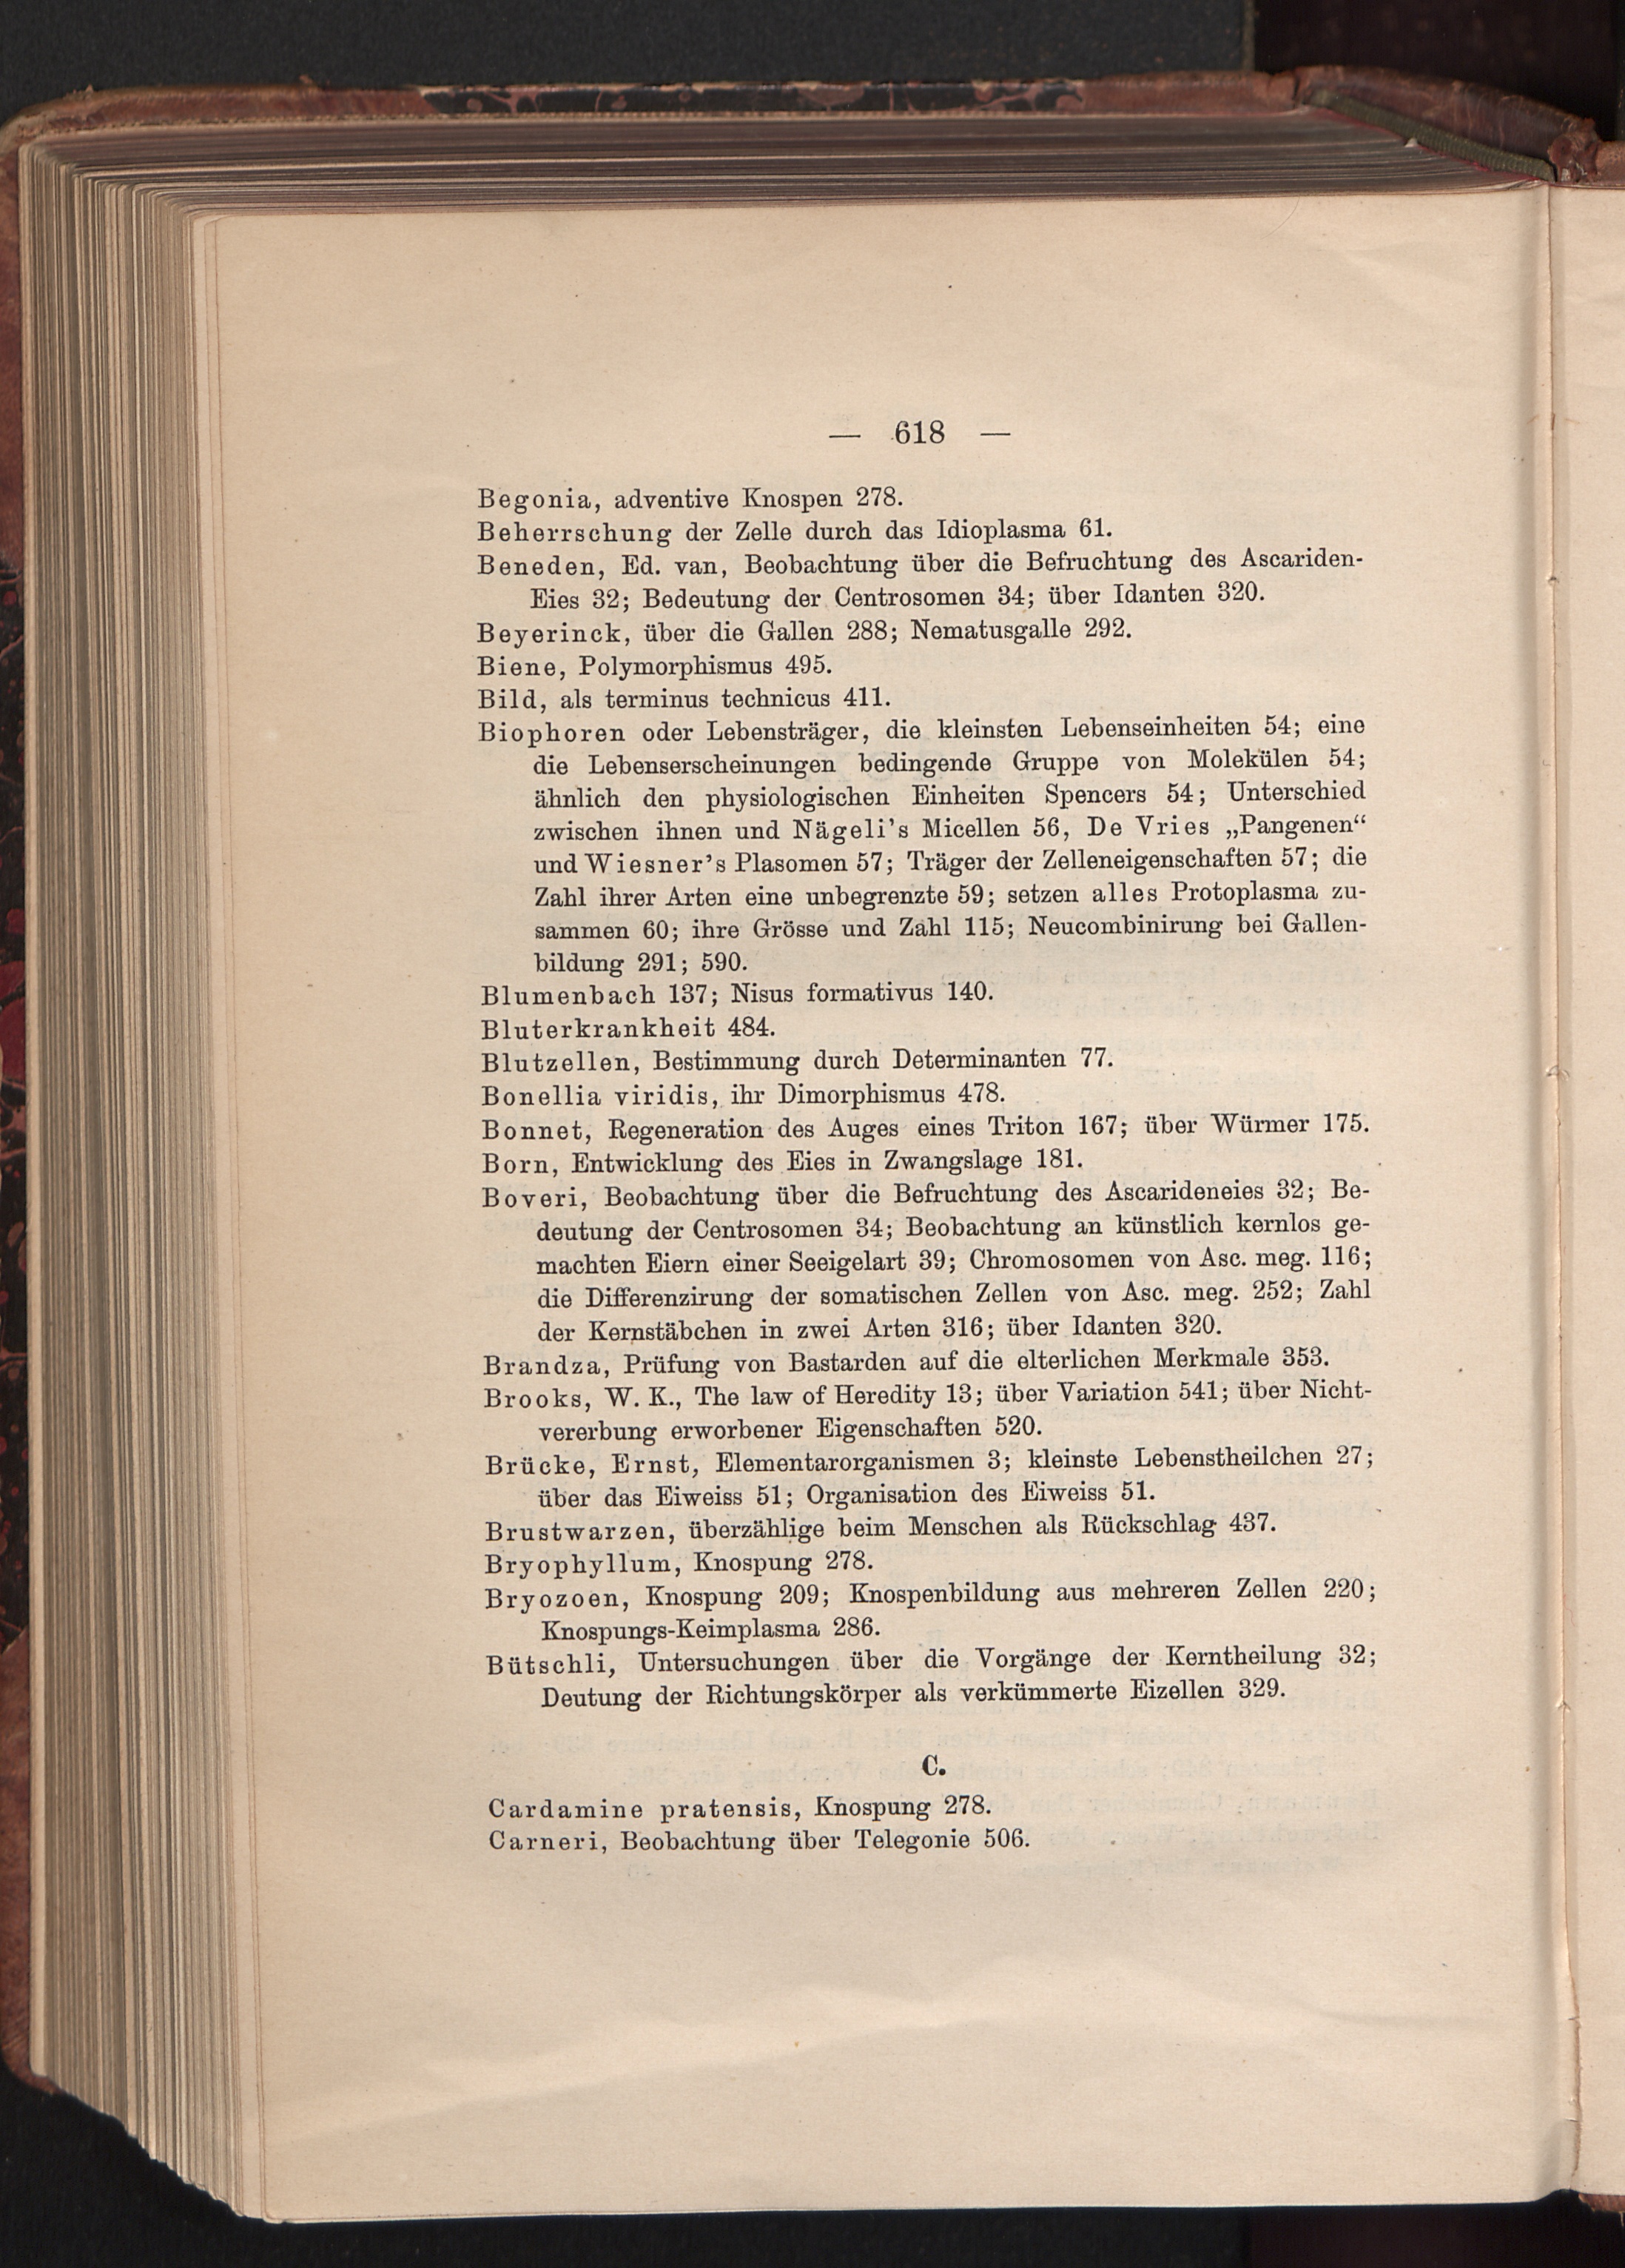 — 618 —
Begonia, adventive Knospen 278.
Beherrschung der Zelle durch das Idioplasma 61.
Beneden, Ed. van, Beobachtung über die Befruchtung des Ascariden-
Eies 32; Bedeutung der Centrosomen 34; über Idanten 320.
Beyerinck, über die Gallen 288; Nematusgalle 292.
Biene, Polymorphismus 495.
Bild, als terminus technicus 411.
Biophoren oder Lebensträger, die kleinsten Lebenseinheiten 54; eine
die Lebenserscheinungen bedingende Gruppe von Molekülen 54;
ähnlich den physiologischen Einheiten Spencers 54; Unterschied
zwischen ihnen und Nägeli's Micellen 56, De Vries „Pangenen“
und Wiesner's Plasomen 57; Träger der Zelleneigenschaften 57; die
Zahl ihrer Arten eine unbegrenzte 59; setzen alles Protoplasma zu-
sammen 60; ihre Grösse und Zahl 115; Neucombinirung bei Gallen-
bildung 291; 590.
Blumenbach 137; Nisus formativus 140.
Bluterkrankheit 484.
Blutzellen, Bestimmung durch Determinanten 77.
Bonellia viridis, ihr Dimorphismus 478.
Bonnet, Regeneration des Auges eines Triton 167; über Würmer 175.
Born, Entwicklung des Eies in Zwangslage 181.
Boveri, Beobachtung über die Befruchtung des Ascarideneies 32; Be-
deutung der Centrosomen 34; Beobachtung an künstlich kernlos ge-
machten Eiern einer Seeigelart 39; Chromosomen von Asc. meg. 116;
die Differenzirung der somatischen Zellen von Asc. meg. 252; Zahl
der Kernstäbchen in zwei Arten 316; über Idanten 320.
Brandza, Prüfung von Bastarden auf die elterlichen Merkmale 353.
Brooks, W. K., The law of Heredity 13; über Variation 541; über Nicht-
vererbung erworbener Eigenschaften 520.
Brücke, Ernst, Elementarorganismen 3; kleinste Lebenstheilchen 27;
über das Eiweiss 51; Organisation des Eiweiss 51.
Brustwarzen, überzählige beim Menschen als Rückschlag 437.
Bryophyllum, Knospung 278.
Bryozoen, Knospung 209; Knospenbildung aus mehreren Zellen 220;
Knospungs-Keimplasma 286.
Bütschli, Untersuchungen über die Vorgänge der Kerntheilung 32;
Deutung der Richtungskörper als verkümmerte Eizellen 329.
C.
Cardamine pratensis, Knospung 278.
Carneri, Beobachtung über Telegonie 506.